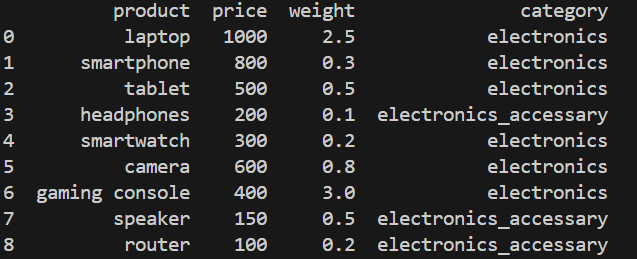 product price weight category
0 laptop 1000 2.5 electronics
1 smartphone 800 0.3 electronics
2 tablet 500 0.5 electronics
3 headphones 200 0.1 electronics_accessary
4 smartwatch 300 0.2 electronics
5 camera 600 0.8 electronics
6 gaming console 400 3.0 electronics
7 speaker 150 0.5 electronics_accessary
8 router 100 0.2 electronics_accessary